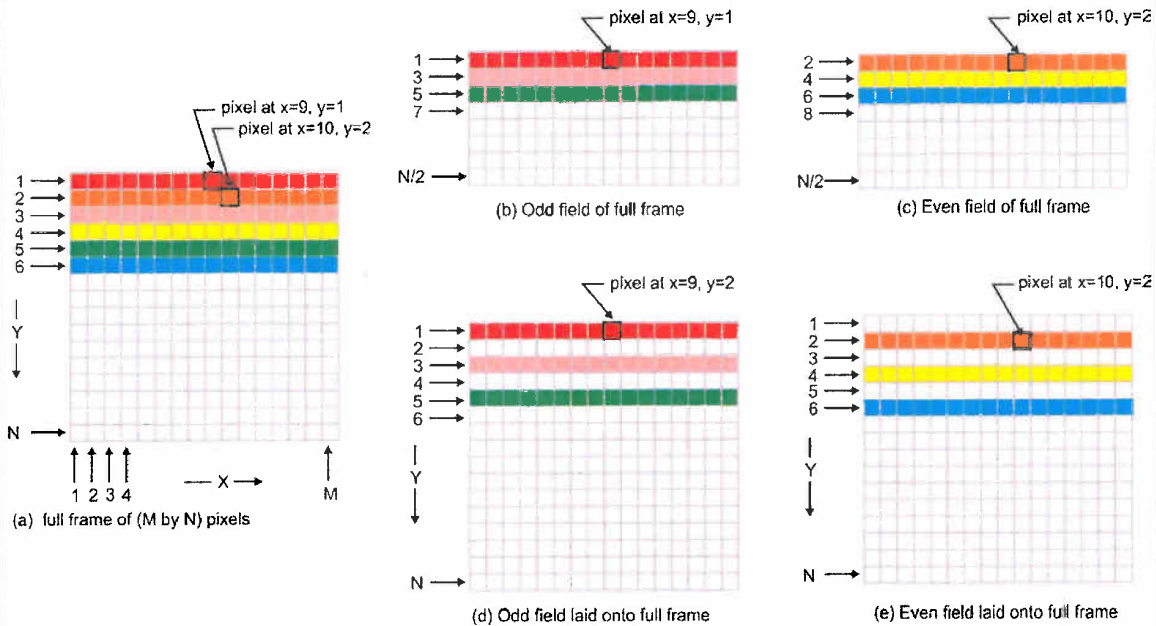 pixel at x=9, y=1
pixel at x=10, y=2
1
2
3
4
5
6
Y
N
1 2 3 4
X
M
(a) full frame of (M by N) pixels
pixel at x=9, y=1
1
3
5
7
N/2
(b) Odd field of full frame
pixel at x=10, y=2
2
4
6
8
N/2
(c) Even field of full frame
pixel at x=9, y=2
1
2
3
4
5
6
Y
N
(d) Odd field laid onto full frame
pixel at x=10, y=2
1
2
3
4
5
6
Y
N
(e) Even field laid onto full frame